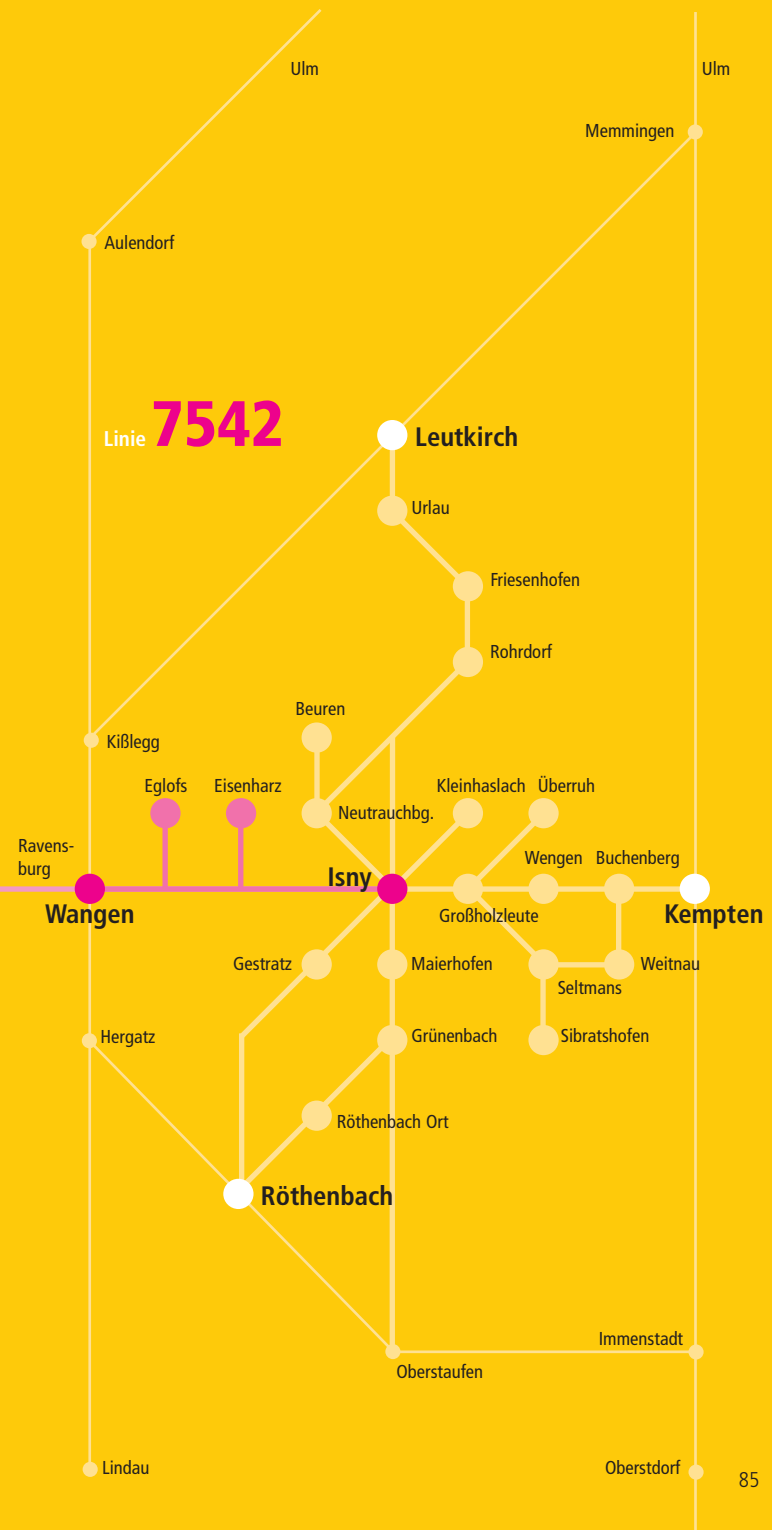 Ulm
Ulm
Memmingen
Aulendorf
Linie 7542
Leutkirch
Urlau
Friesenhofen
Rohrdorf
Beuren
Kißlegg
Eglofs
Eisenharz
Kleinhaslach
Überruh
Neutrauchbg.
Ravens-
burg
Isny
Wengen
Buchenberg
Wangen
Großholzleute
Kempten
Gestratz
Maierhofen
Weitnau
Seltmans
Hergatz
Grünenbach
Sibratshofen
Röthenbach Ort
Röthenbach
Immenstadt
Oberstaufen
Lindau
Oberstdorf
85